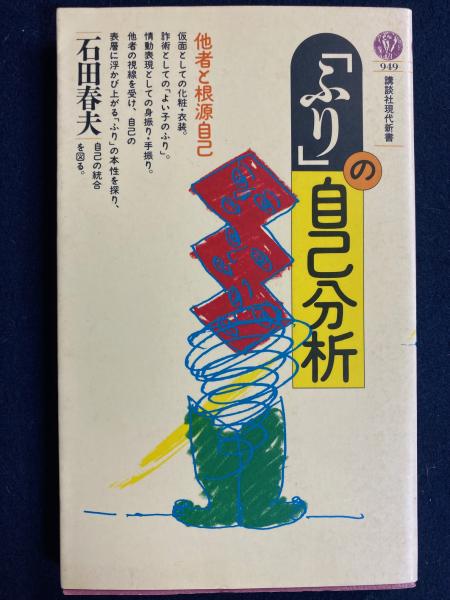 949
講談社現代新書
「ふり」の自己分析
他者と根源自己
仮面としての化粧・衣装。
詐術としての「よい子のふり」。
情動表現としての身振り・手振り。
他者の視線を受け、自己の
表層に浮かび上がる「ふり」の本性を探り、
自己の統合
を図る。
石田春夫